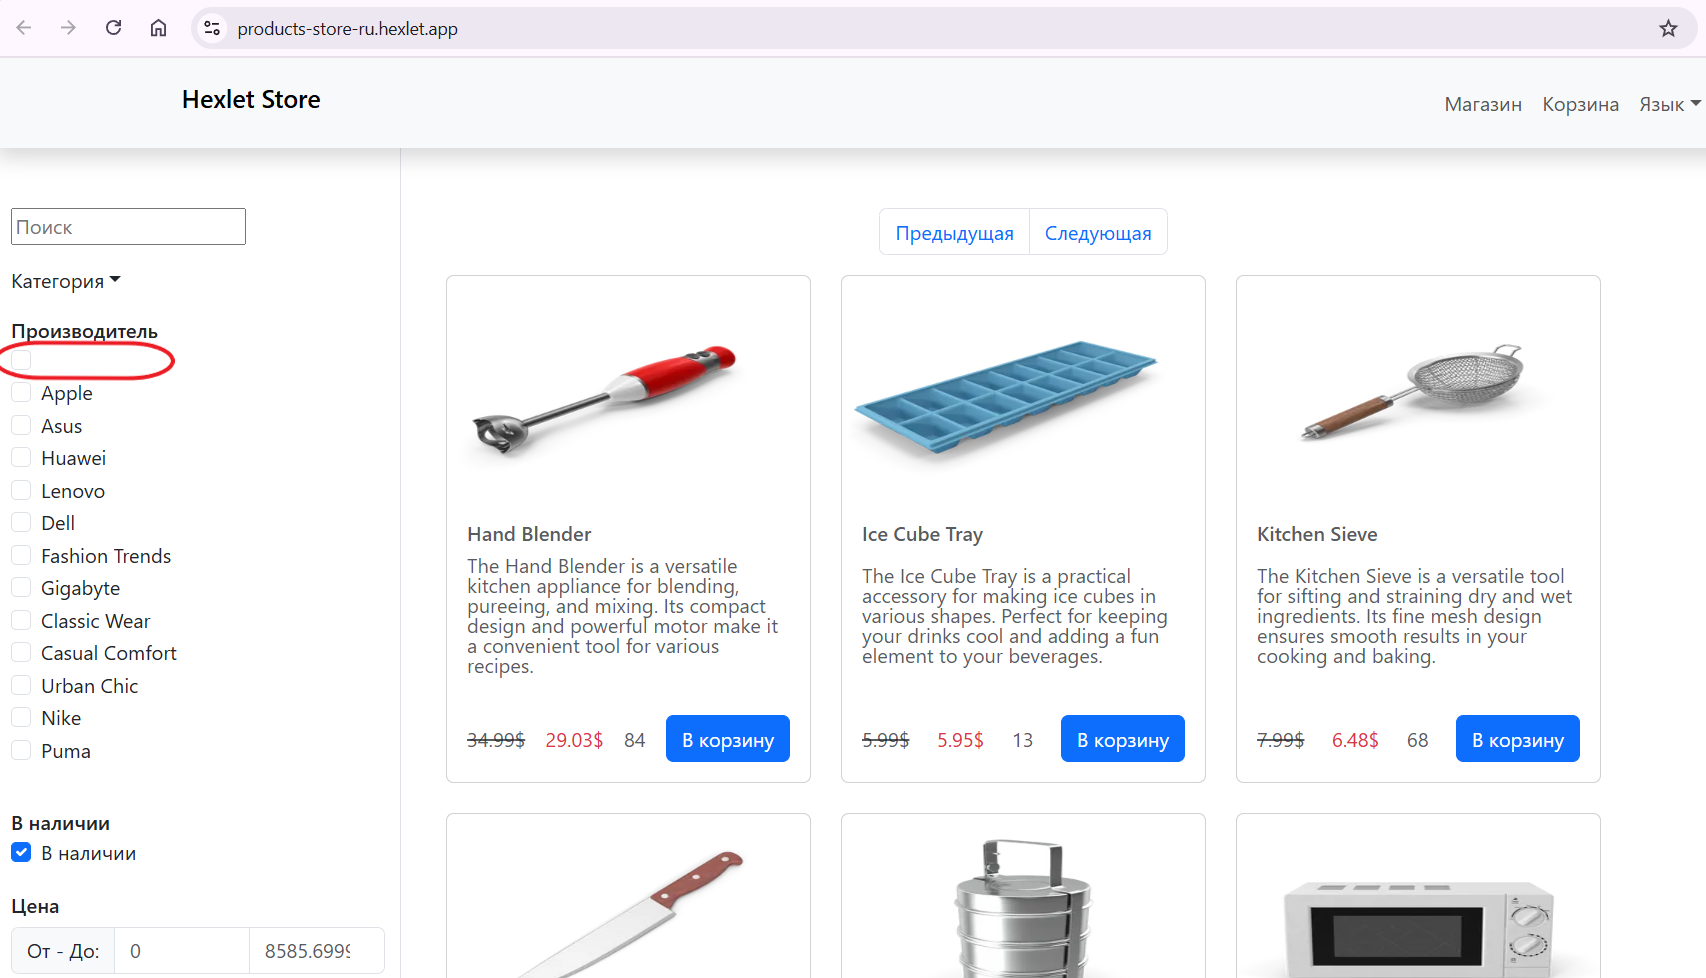 products-store-ru.hexlet.app
Hexlet Store
Магазин Корзина Язык
Поиск
Категория
Производитель
Apple
Asus
Huawei
Lenovo
Dell
Fashion Trends
Gigabyte
Classic Wear
Casual Comfort
Urban Chic
Nike
Puma
В наличии
В наличии
Цена
От - До: 0 8585.699
Предыдущая Следующая
Hand Blender
The Hand Blender is a versatile
kitchen appliance for blending,
pureeing, and mixing. Its compact
design and powerful motor make it
a convenient tool for various
recipes.
34.99$ 29.03$ 84 В корзину
Ice Cube Tray
The Ice Cube Tray is a practical
accessory for making ice cubes in
various shapes. Perfect for keeping
your drinks cool and adding a fun
element to your beverages.
5.99$ 5.95$ 13 В корзину
Kitchen Sieve
The Kitchen Sieve is a versatile tool
for sifting and straining dry and wet
ingredients. Its fine mesh design
ensures smooth results in your
cooking and baking.
7.99$ 6.48$ 68 В корзину